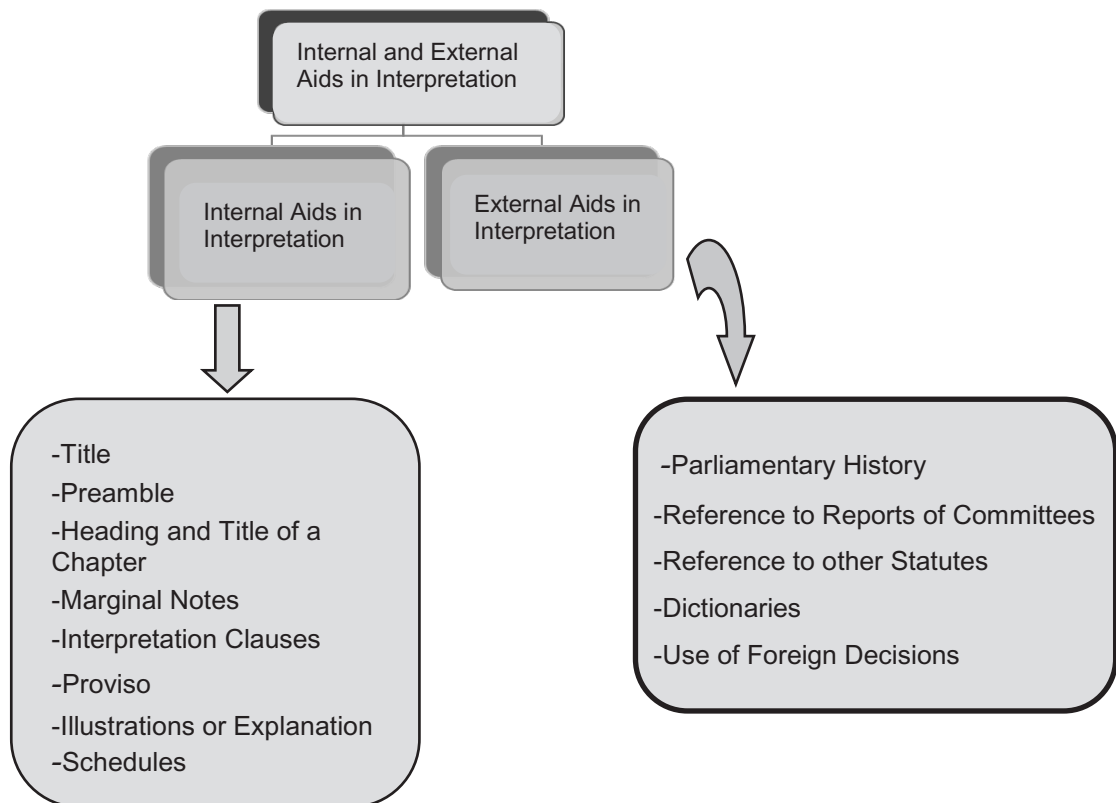 Internal and External
Aids in Interpretation
Internal Aids in
Interpretation
External Aids in
Interpretation
-Title
-Preamble
-Heading and Title of a
Chapter
-Marginal Notes
-Interpretation Clauses
-Proviso
-Illustrations or Explanation
-Schedules
-Parliamentary History
-Reference to Reports of Committees
-Reference to other Statutes
-Dictionaries
-Use of Foreign Decisions